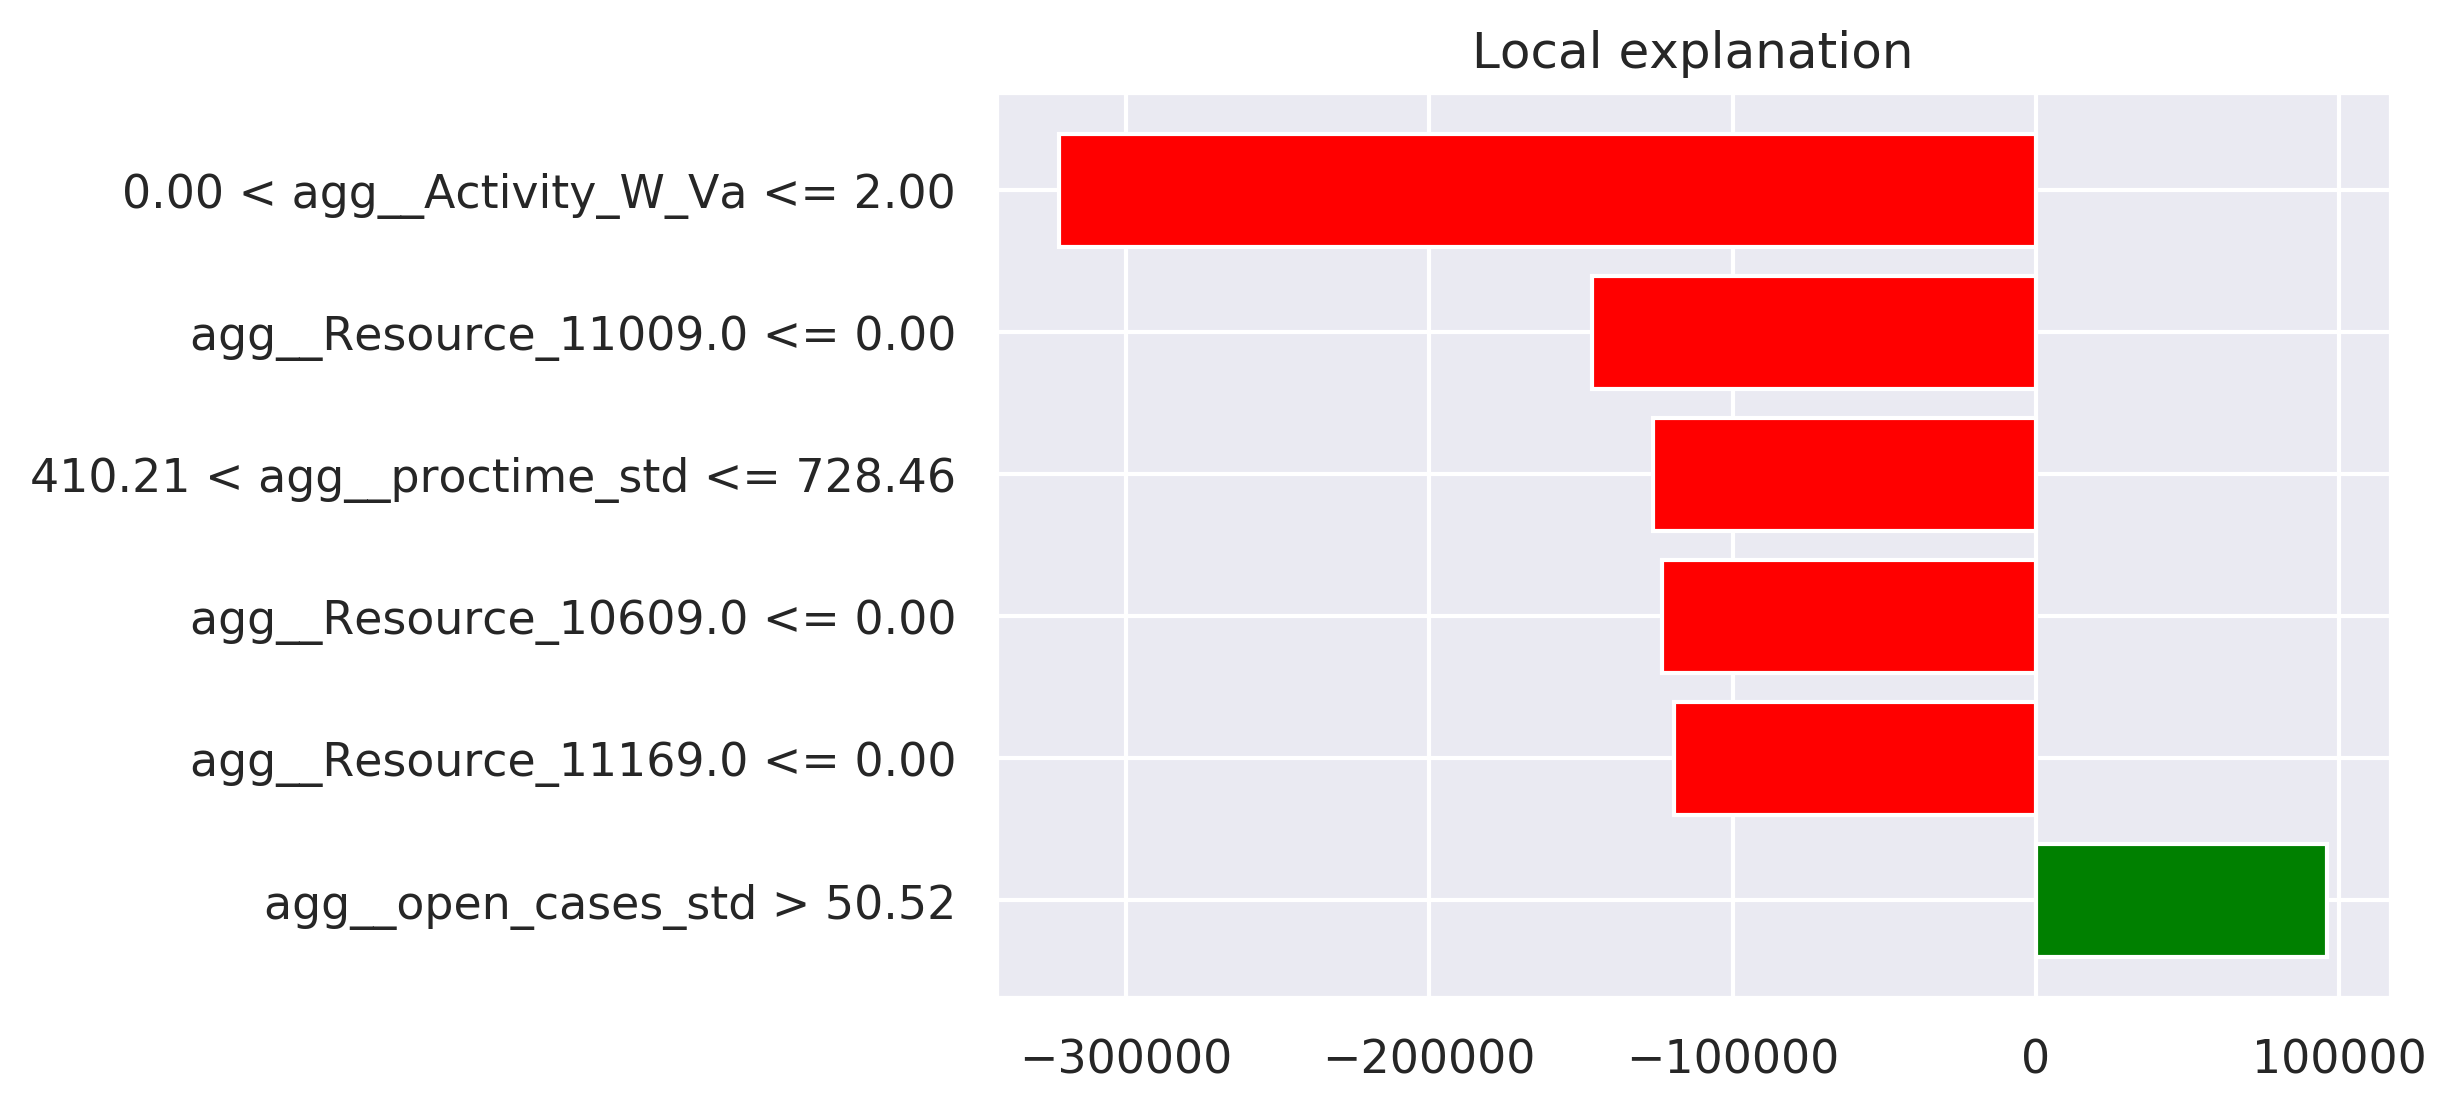 Local explanation
0.00 < agg__Activity_W_Va <= 2.00
agg__Resource_11009.0 <= 0.00
410.21 < agg__proctime_std <= 728.46
agg__Resource_10609.0 <= 0.00
agg__Resource_11169.0 <= 0.00
agg__open_cases_std > 50.52
−300000 −200000 −100000 0 100000